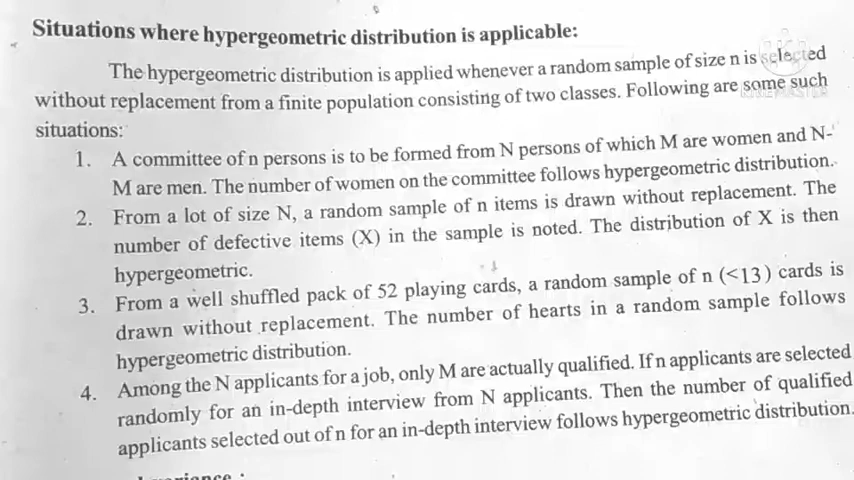 Situations where hypergeometric distribution is applicable:
The hypergeometric distribution is applied whenever a random sample of size n is selected
without replacement from a finite population consisting of two classes. Following are some such
situations:
1. A committee of n persons is to be formed from N persons of which M are women and N-
M are men. The number of women on the committee follows hypergeometric distribution.
2. From a lot of size N, a random sample of n items is drawn without replacement. The
number of defective items (X) in the sample is noted. The distribution of X is then
hypergeometric.
3. From a well shuffled pack of 52 playing cards, a random sample of n (<13) cards is
drawn without replacement. The number of hearts in a random sample follows
hypergeometric distribution.
4. Among the N applicants for a job, only M are actually qualified. If n applicants are selected
randomly for an in-depth interview from N applicants. Then the number of qualified
applicants selected out of n for an in-depth interview follows hypergeometric distribution.
variance :